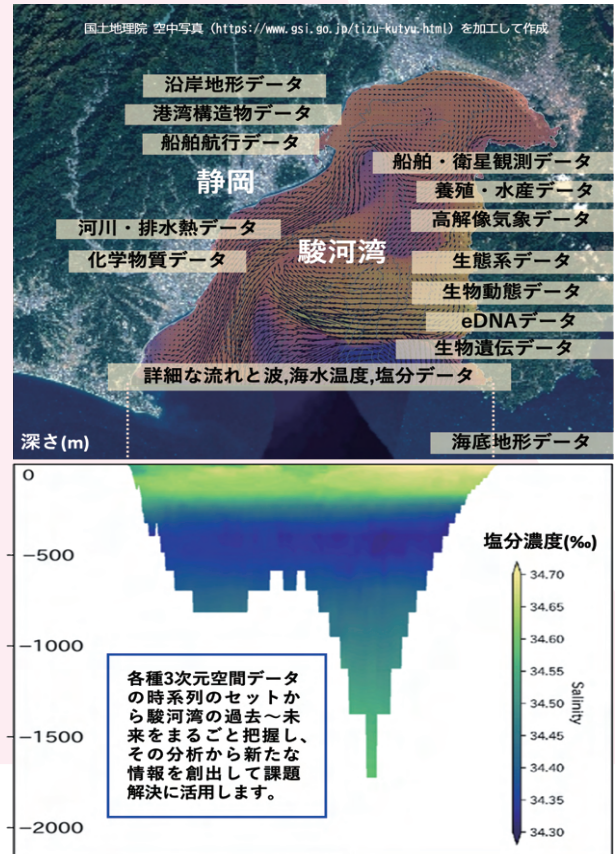 国土地理院 空中写真（https://www.gsi.go.jp/tizu-kutyu.html）を加工して作成
沿岸地形データ
港湾構造物データ
船舶航行データ
静岡
船舶・衛星観測データ
養殖・水産データ
高解像気象データ
河川・排水熱データ
化学物質データ
駿河湾
生態系データ
生物動態データ
eDNAデータ
生物遺伝データ
詳細な流れと波,海水温度,塩分データ
深さ(m)
海底地形データ
0
−500
−1000
−1500
−2000
塩分濃度(‰)
34.70
34.65
34.60
34.55
34.50
34.45
34.40
34.35
34.30
Salinity
各種3次元空間データ
の時系列のセットか
ら駿河湾の過去～未
来をまるごと把握し、
その分析から新たな
情報を創出して課題
解決に活用します。